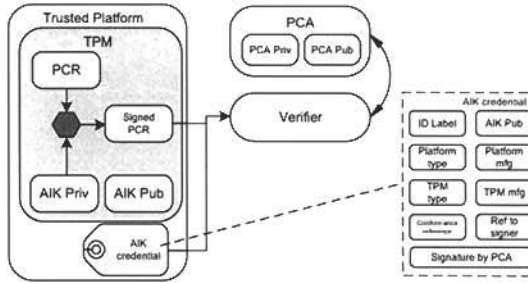 Trusted Platform
TPM
PCR
Signed
PCR
AIK Priv
AIK Pub
AIK
credential
PCA
PCA Priv
PCA Pub
Verifier
AIK credential
ID Label
AIK Pub
Platform
type
Platform
mfg
TPM
type
TPM mfg
Conformance
reference
Ref to
signer
Signature by PCA